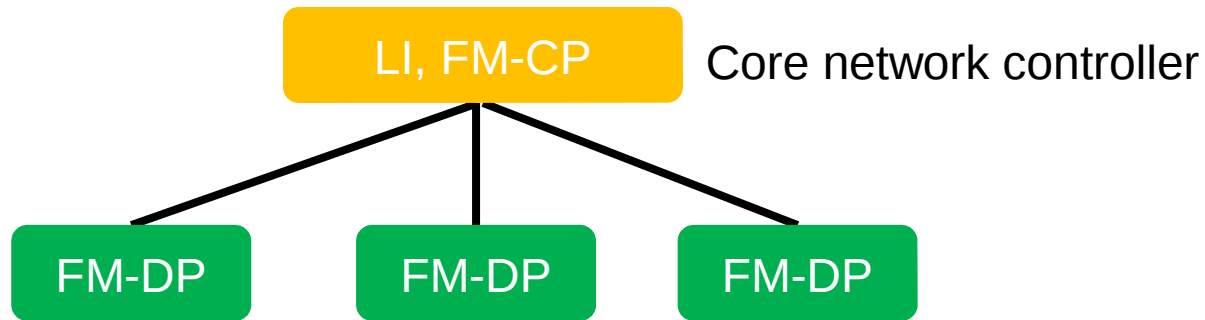 LI, FM-CP
Core network controller
FM-DP
FM-DP
FM-DP